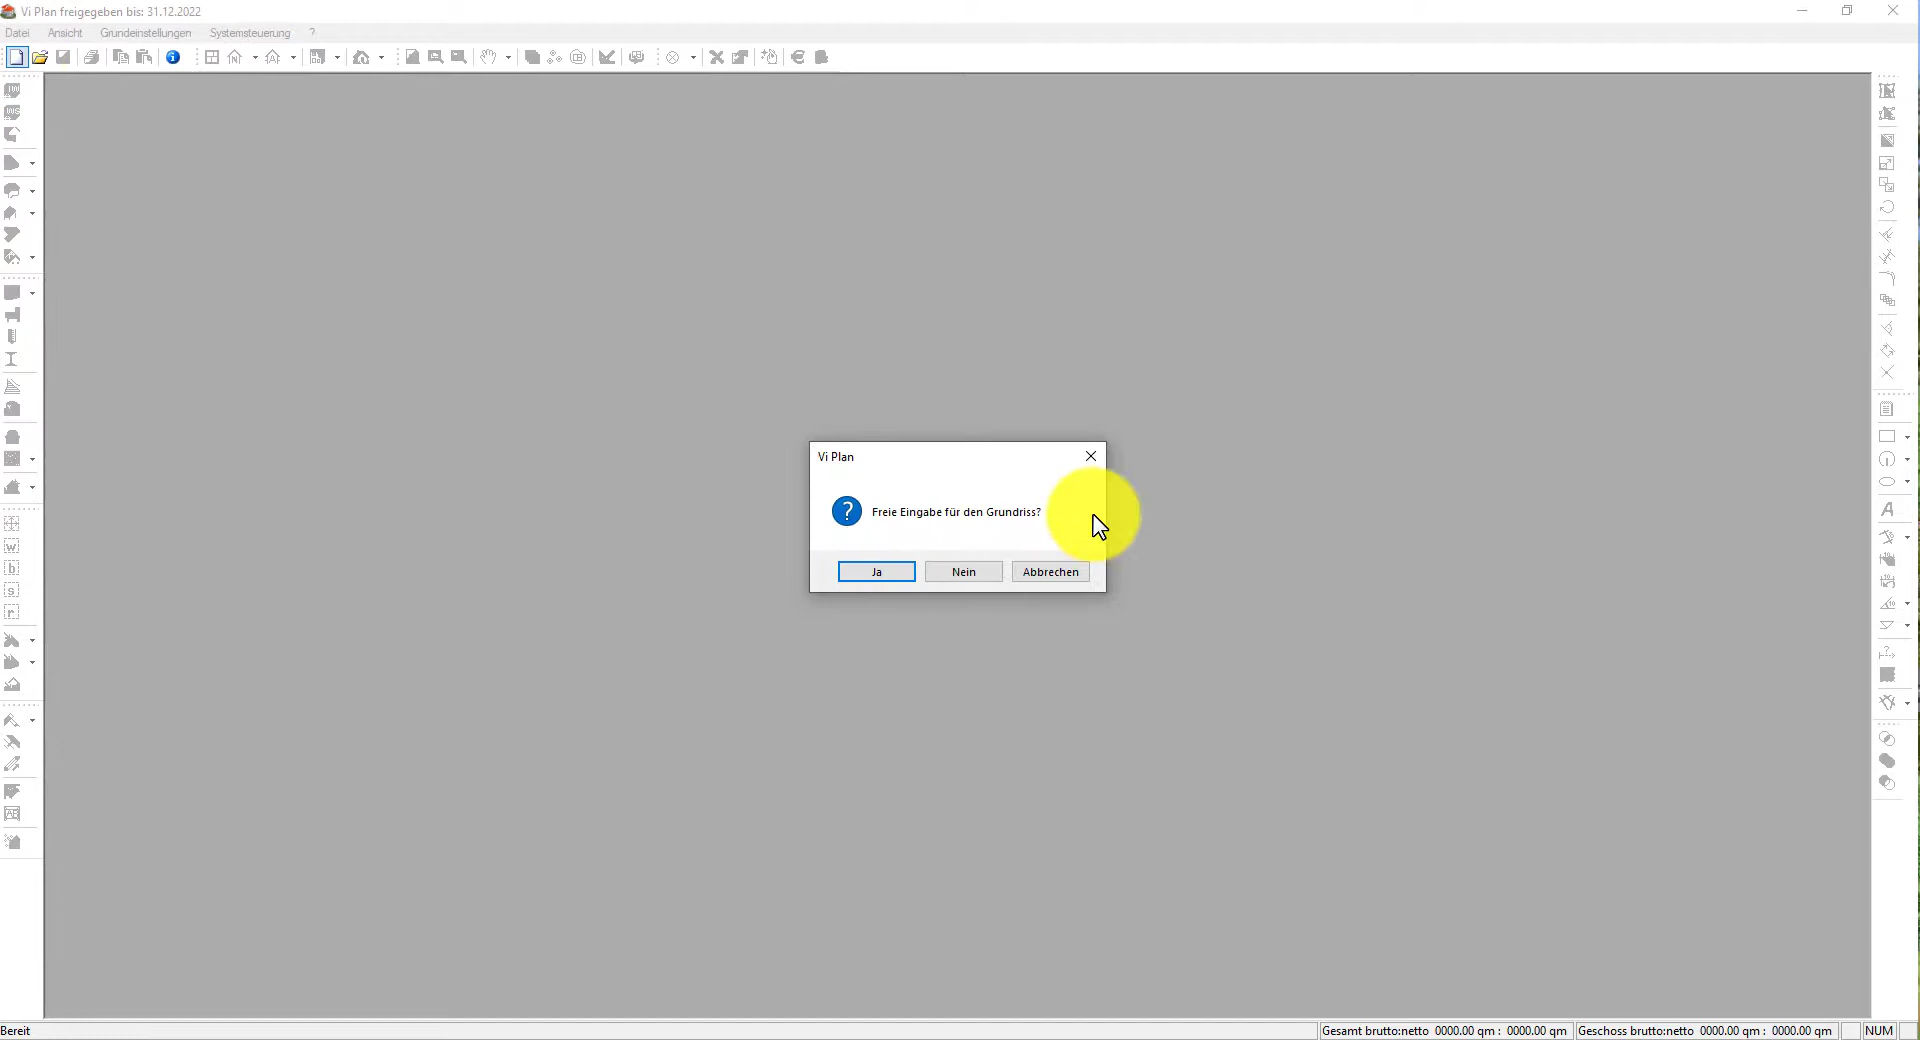 Vi Plan freigegeben bis: 31.12.2022
Datei Ansicht Grundeinstellungen Systemsteuerung ?
Vi Plan
Freie Eingabe für den Grundriss?
Ja Nein Abbrechen
Bereit
Gesamt brutto:netto 0000.00 qm : 0000.00 qm Geschoss brutto:netto 0000.00 qm : 0000.00 qm NUM